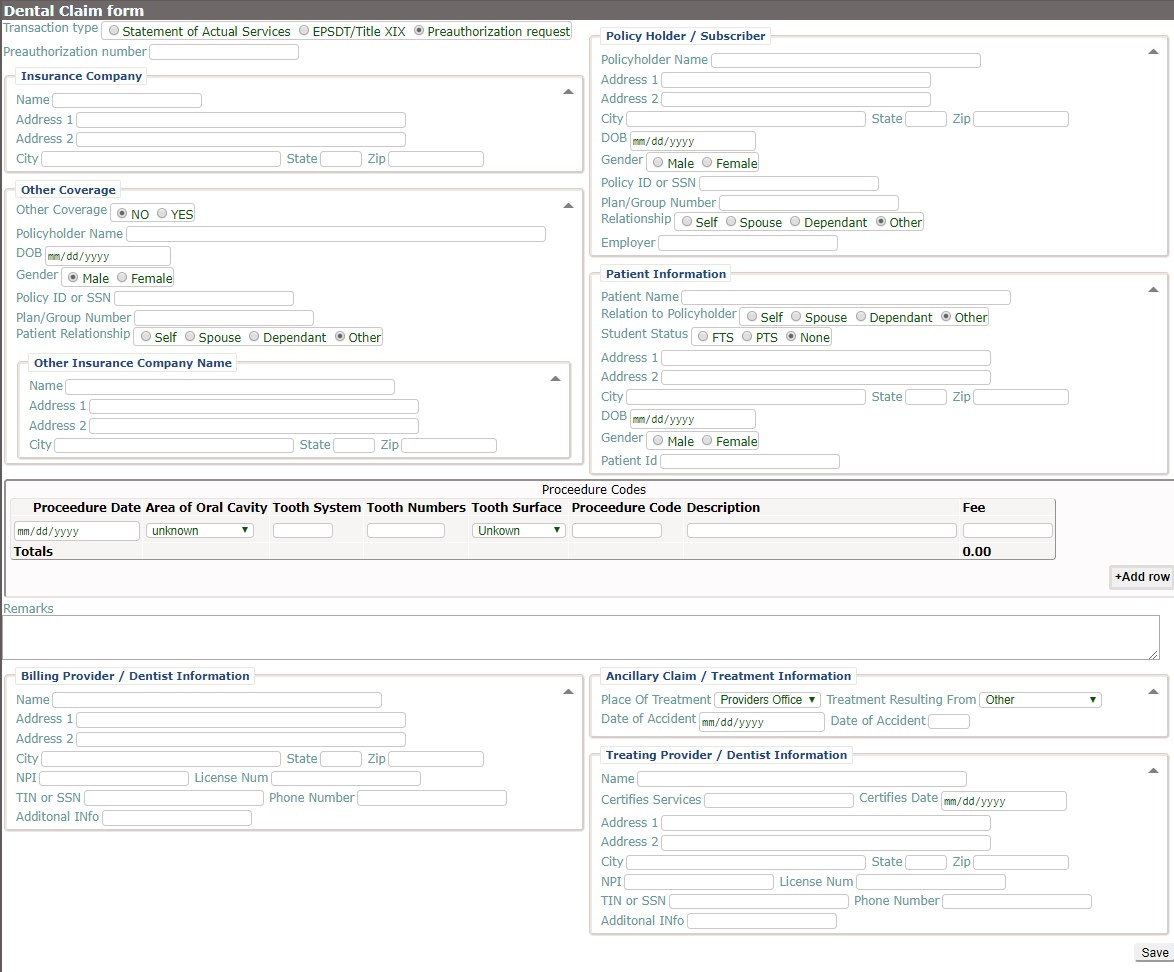 Dental Claim form
Transaction type Statement of Actual Services EPSDT/Title XIX Preauthorization request
Preauthorization number
Insurance Company
Name
Address 1
Address 2
City State Zip
Other Coverage
Other Coverage NO YES
Policyholder Name
DOB mm/dd/yyyy
Gender Male Female
Policy ID or SSN
Plan/Group Number
Patient Relationship Self Spouse Dependant Other
Other Insurance Company Name
Name
Address 1
Address 2
City State Zip
Policy Holder / Subscriber
Policyholder Name
Address 1
Address 2
City State Zip
DOB mm/dd/yyyy
Gender Male Female
Policy ID or SSN
Plan/Group Number
Relationship Self Spouse Dependant Other
Employer
Patient Information
Patient Name
Relation to Policyholder Self Spouse Dependant Other
Student Status FTS PTS None
Address 1
Address 2
City State Zip
DOB mm/dd/yyyy
Gender Male Female
Patient Id
Proceedure Codes
Proceedure Date Area of Oral Cavity Tooth System Tooth Numbers Tooth Surface Proceedure Code Description Fee
mm/dd/yyyy unknown Unkown
Totals 0.00
+Add row
Remarks
Billing Provider / Dentist Information
Name
Address 1
Address 2
City State Zip
NPI License Num
TIN or SSN Phone Number
Additonal INfo
Ancillary Claim / Treatment Information
Place Of Treatment Providers Office Treatment Resulting From Other
Date of Accident mm/dd/yyyy Date of Accident
Treating Provider / Dentist Information
Name
Certifies Services Certifies Date mm/dd/yyyy
Address 1
Address 2
City State Zip
NPI License Num
TIN or SSN Phone Number
Additonal INfo
Save